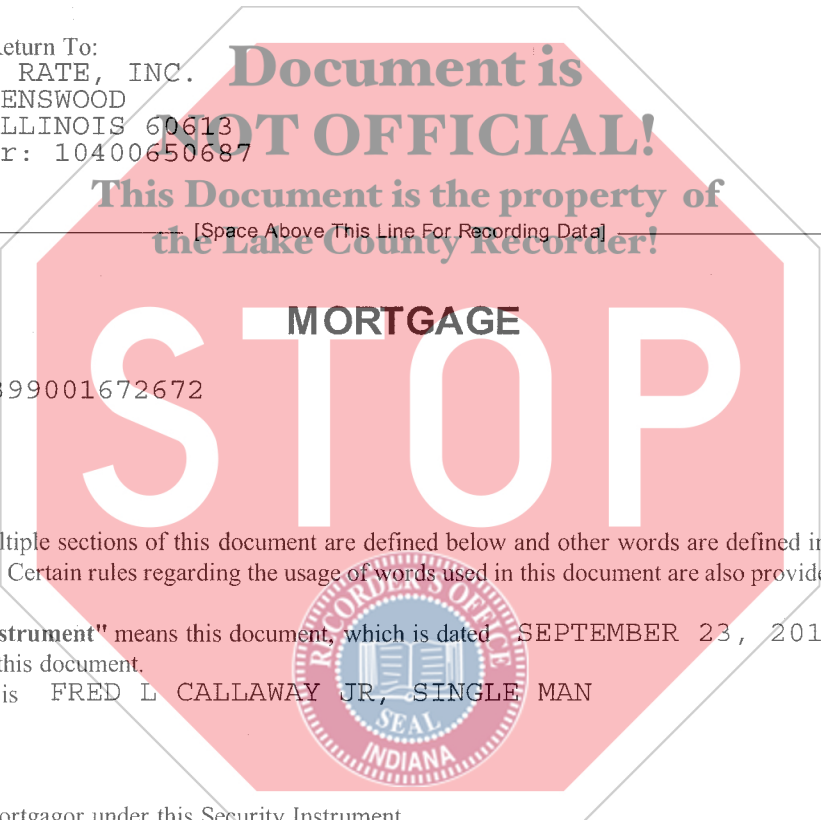 Return To:
RATE, INC.
ENSWOOD
LLINOIS 60613
r: 10400650687
Document is
NOT OFFICIAL!
This Document is the property of
the Lake County Recorder!
[Space Above This Line For Recording Data]
MORTGAGE
STOP
399001672672
ltiple sections of this document are defined below and other words are defined in
Certain rules regarding the usage of words used in this document are also provide
strument" means this document, which is dated SEPTEMBER 23, 201
this document.
is FRED L CALLAWAY JR, SINGLE MAN
RECORDER'S OFFICE
SEAL
INDIANA
ortgagor under this Security Instrument